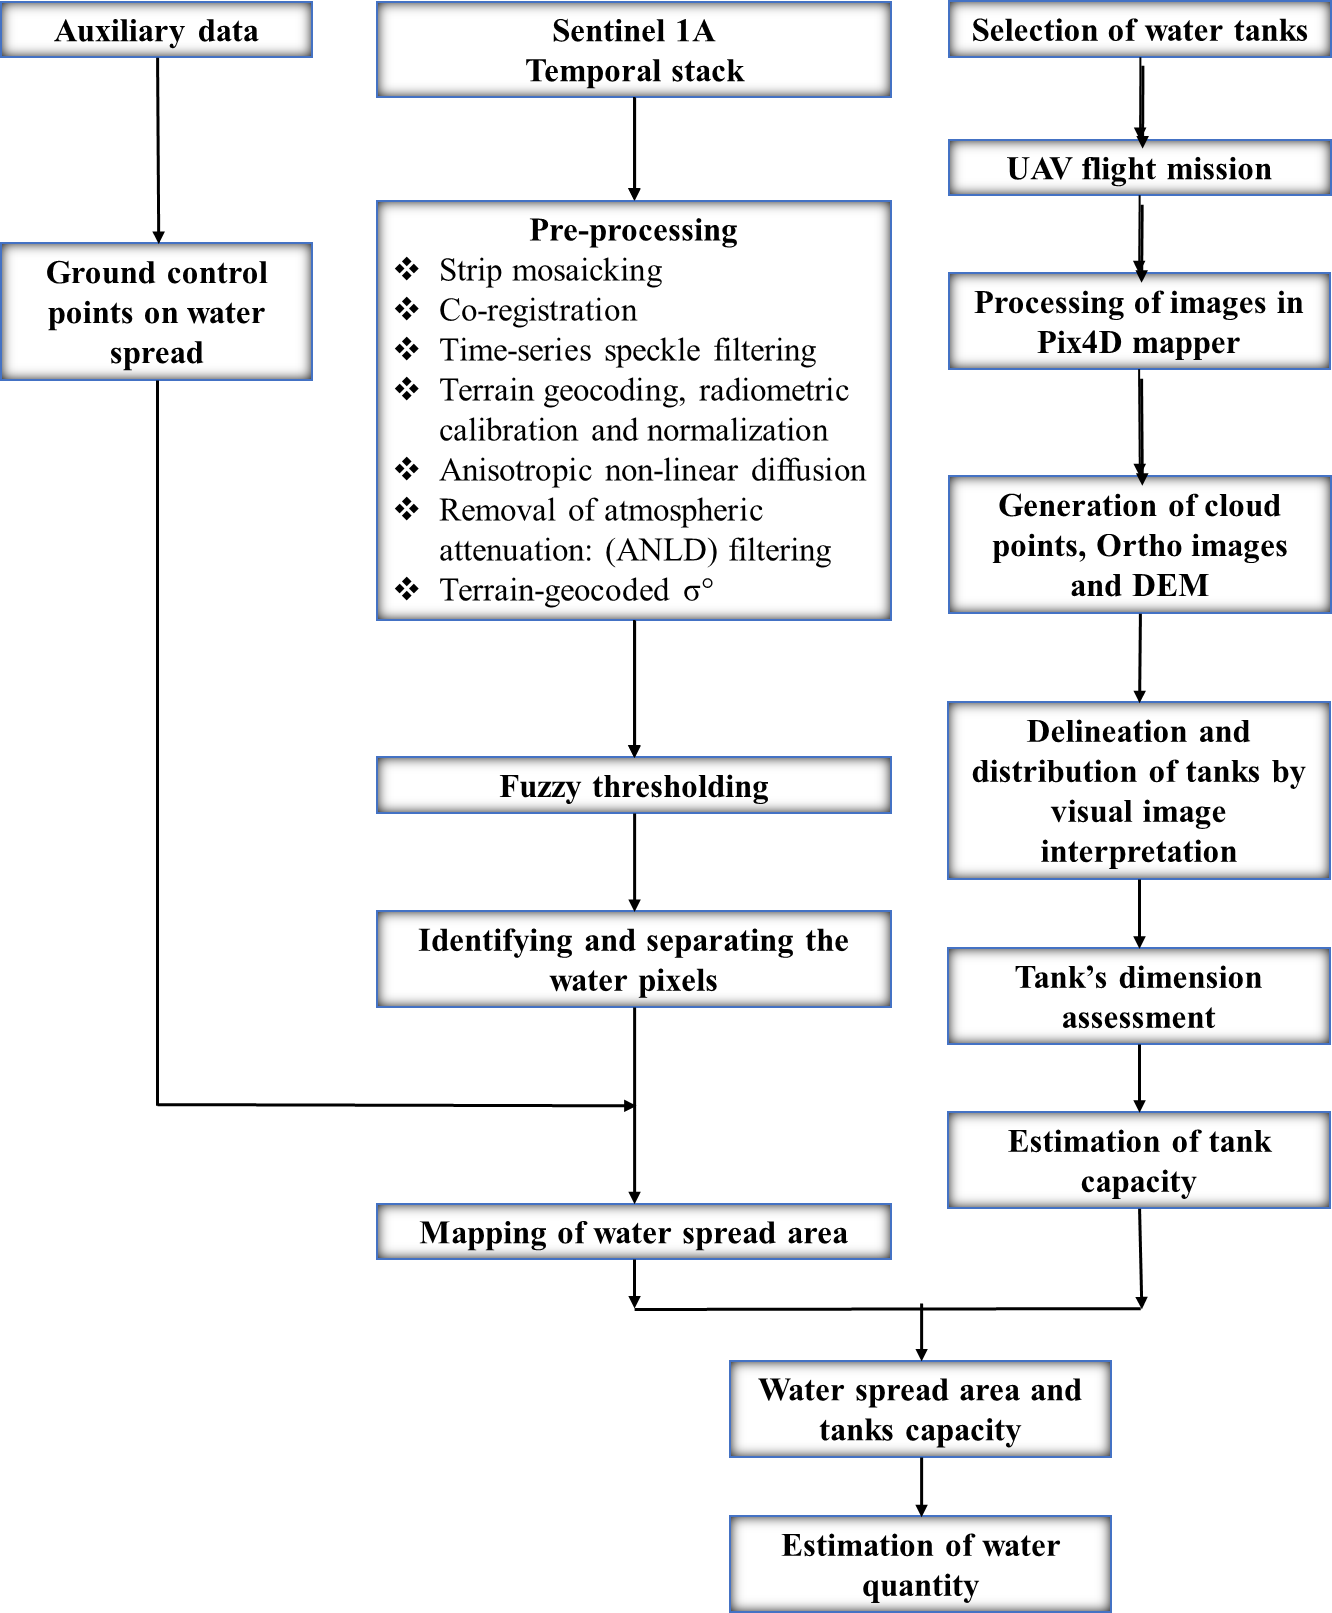 Auxiliary data
Ground control
points on water
spread
Sentinel 1A
Temporal stack
Pre-processing
❖ Strip mosaicking
❖ Co-registration
❖ Time-series speckle filtering
❖ Terrain geocoding, radiometric
calibration and normalization
❖ Anisotropic non-linear diffusion
❖ Removal of atmospheric
attenuation: (ANLD) filtering
❖ Terrain-geocoded σ°
Fuzzy thresholding
Identifying and separating the
water pixels
Mapping of water spread area
Selection of water tanks
UAV flight mission
Processing of images in
Pix4D mapper
Generation of cloud
points, Ortho images
and DEM
Delineation and
distribution of tanks by
visual image
interpretation
Tank’s dimension
assessment
Estimation of tank
capacity
Water spread area and
tanks capacity
Estimation of water
quantity